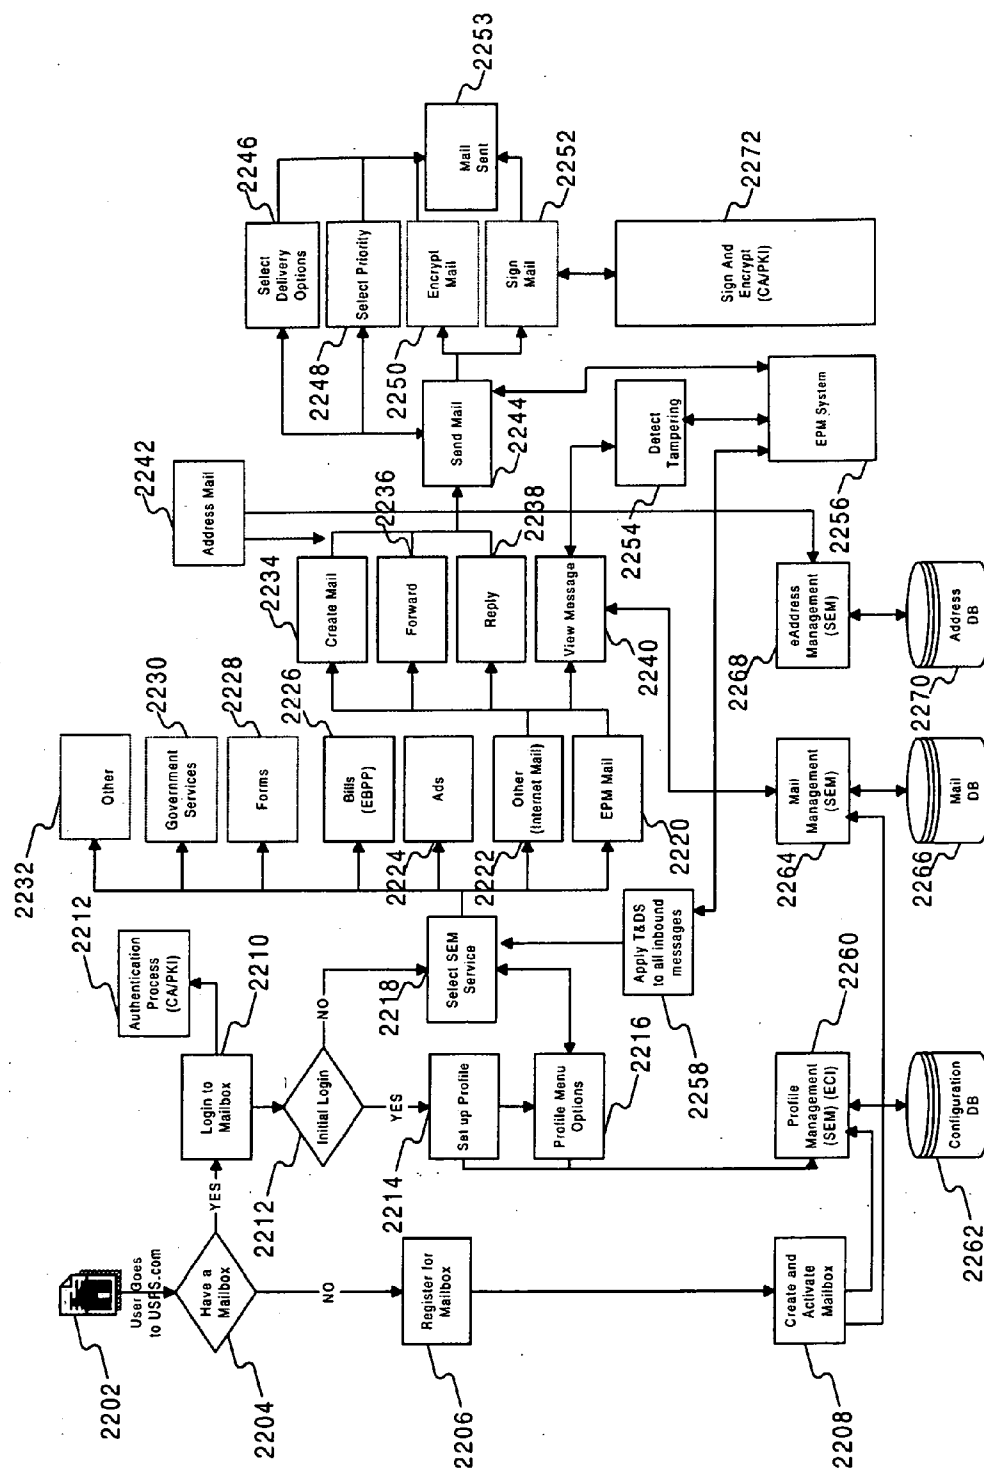 2202
User Goes
to USPS.com
2204
Have a
Mailbox
YES
NO
2206
Register for
Mailbox
2208
Create and
Activate
Mailbox
2210
Login to
Mailbox
2212
Authentication
Process
(CA/PKI)
2212
Initial Login
NO
YES
2214
Set up Profile
2216
Profile Menu
Options
2218
Select SEM
Service
2258
Apply T&DS
to all inbound
messages
2260
Profile
Management
(SEM) (ECI)
2262
Configuration
DB
2232
Other
2230
Government
Services
2228
Forms
2226
Bills
(EBPP)
2224
Ads
2222
Other
(Internet Mail)
2220
EPM Mail
2234
Create Mail
2236
Forward
2238
Reply
2240
View Message
2242
Address Mail
2264
Mail
Management
(SEM)
2266
Mail
DB
2268
eAddress
Management
(SEM)
2270
Address
DB
2244
Send Mail
2254
Detect
Tampering
2256
EPM System
2246
Select
Delivery
Options
2248
Select Priority
2250
Encrypt
Mail
2252
Sign
Mail
2253
Mail
Sent
2272
Sign And
Encrypt
(CA/PKI)